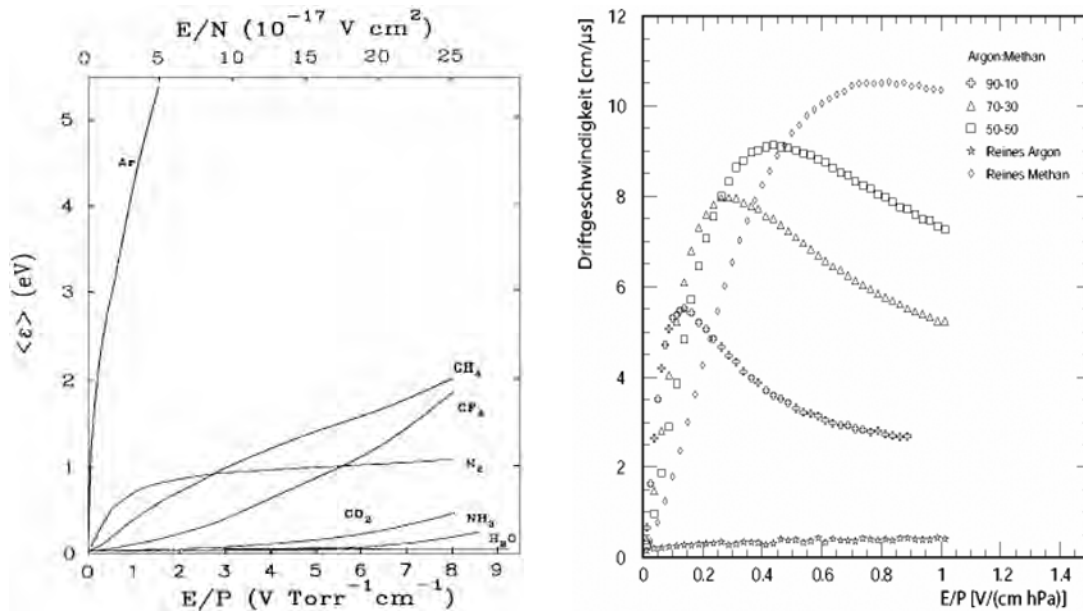 E/N (10⁻¹⁷ V cm²)
0 5 10 15 20 25
5
4
3
2
1
0
<ε> (eV)
Ar
CH₄
CF₄
N₂
CO₂
NH₃
H₂O
0 1 2 3 4 5 6 7 8 9
E/P (V Torr⁻¹cm⁻¹)
Driftgeschwindigkeit [cm/µs]
12
10
8
6
4
2
0
Argon:Methan
90-10
70-30
50-50
Reines Argon
Reines Methan
0 0.2 0.4 0.6 0.8 1 1.2 1.4
E/P [V/(cm hPa)]